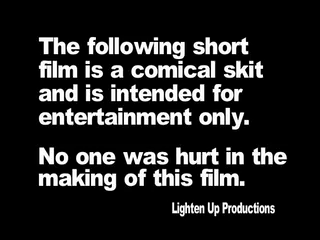 The following short
film is a comical skit
and is intended for
entertainment only.
No one was hurt in the
making of this film.
Lighten Up Productions